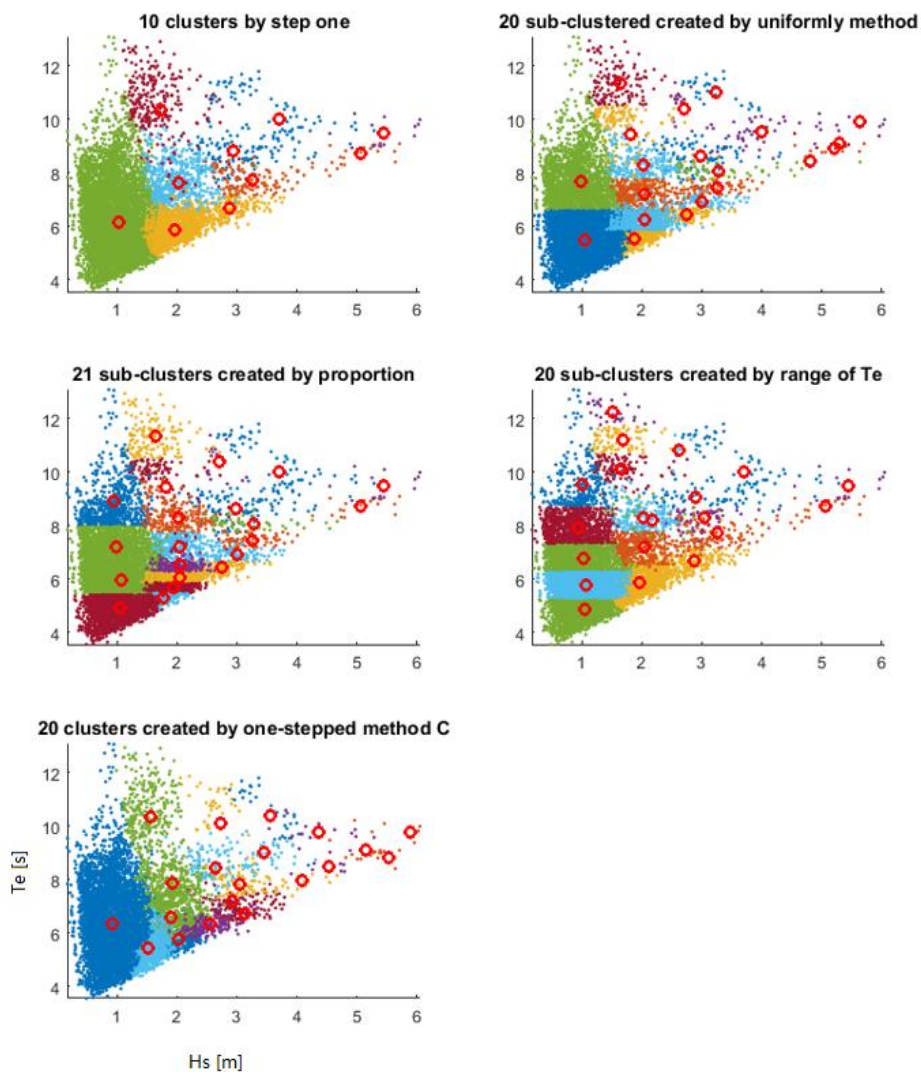 10 clusters by step one
20 sub-clustered created by uniformly method
12
10
8
6
4
1 2 3 4 5 6
12
10
8
6
4
1 2 3 4 5 6
21 sub-clusters created by proportion
20 sub-clusters created by range of Te
12
10
8
6
4
1 2 3 4 5 6
12
10
8
6
4
1 2 3 4 5 6
20 clusters created by one-stepped method C
12
10
8
6
4
1 2 3 4 5 6
Te [s]
Hs [m]